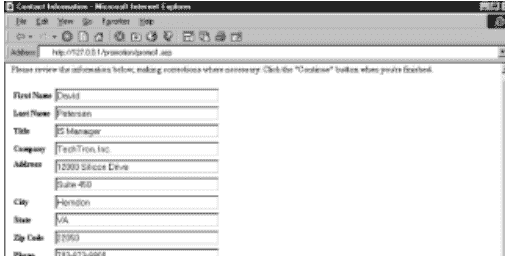 Contact Information - Microsoft Internet Explorer
File Edit View Go Favorites Help
Address http://127.0.0.1/promotion/promo1.asp
Please review the information below, making corrections where necessary. Click the "Continue" button when you're finished.
First Name David
Last Name Petersen
Title IS Manager
Company TechTron, Inc.
Address 12003 Silicon Drive
Suite 450
City Herndon
State VA
Zip Code
Phone